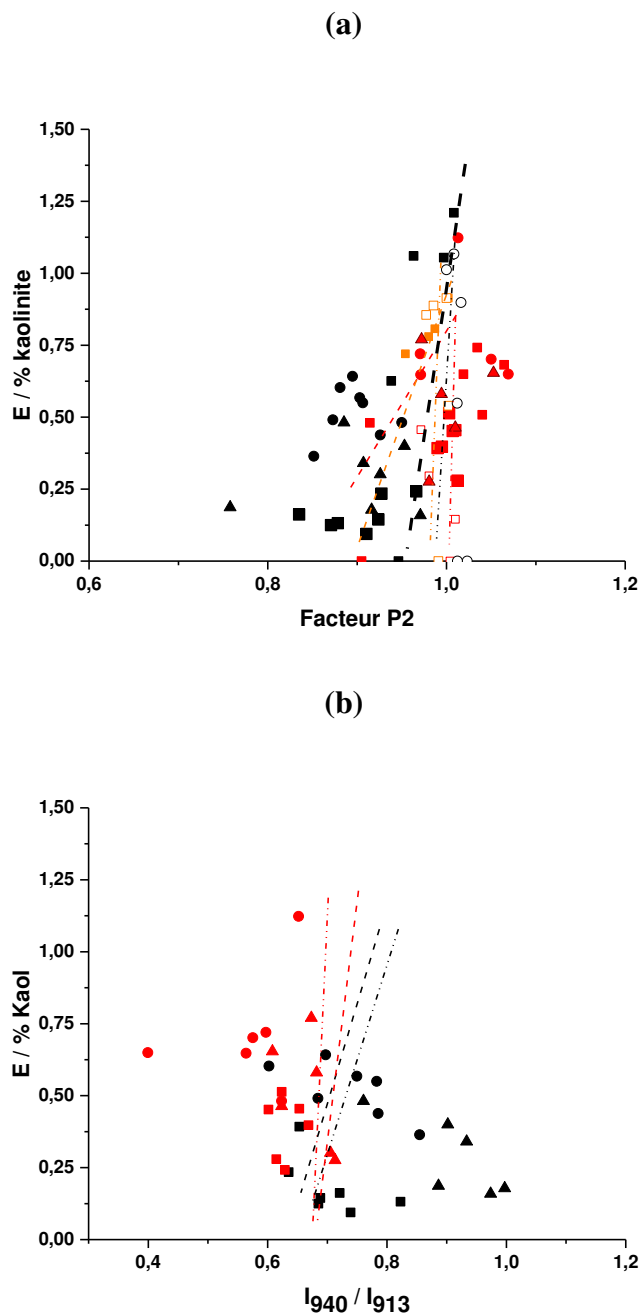 (a)
1,50
1,25
1,00
0,75
0,50
0,25
0,00
E / % kaolinite
0,6 0,8 1,0 1,2
Facteur P2
(b)
1,50
1,25
1,00
0,75
0,50
0,25
0,00
E / % Kaol
0,4 0,6 0,8 1,0 1,2
I940 / I913